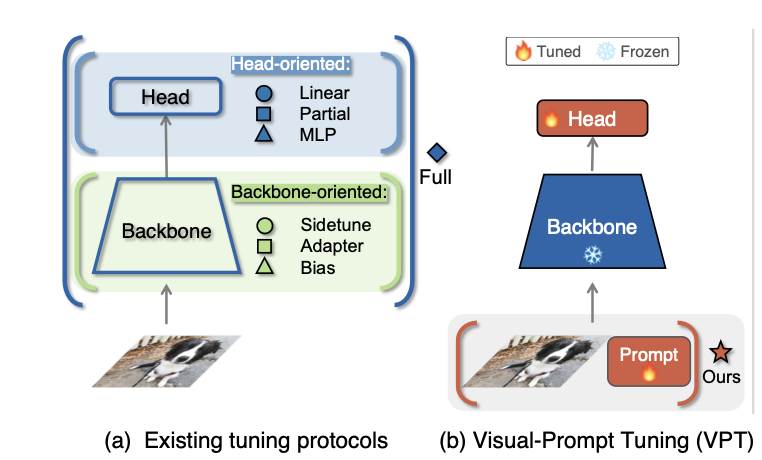 Head-oriented:
Head
Linear
Partial
MLP
Full
Backbone-oriented:
Backbone
Sidetune
Adapter
Bias
(a) Existing tuning protocols
Tuned Frozen
Head
Backbone
Prompt
Ours
(b) Visual-Prompt Tuning (VPT)